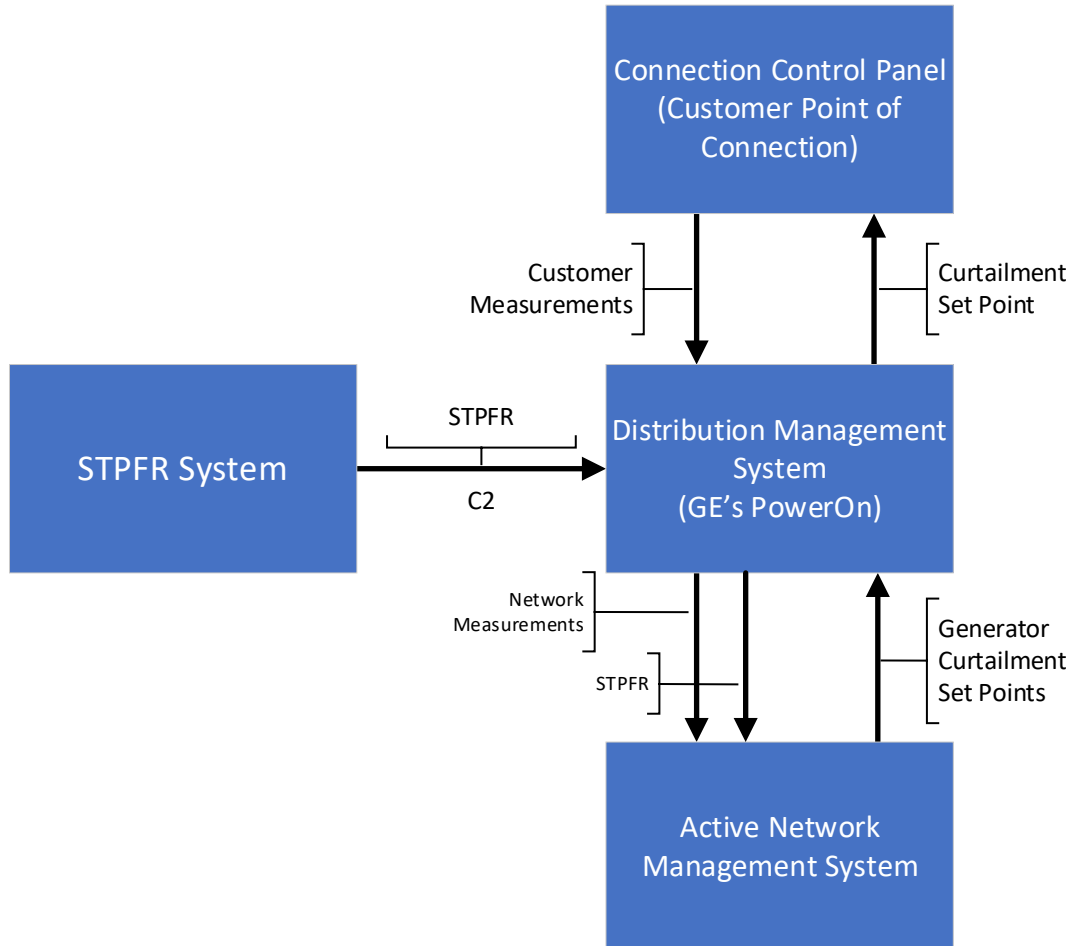 Connection Control Panel
(Customer Point of
Connection)
Customer
Measurements
Curtailment
Set Point
STPFR System
STPFR
C2
Distribution Management
System
(GE’s PowerOn)
Network
Measurements
STPFR
Generator
Curtailment
Set Points
Active Network
Management System